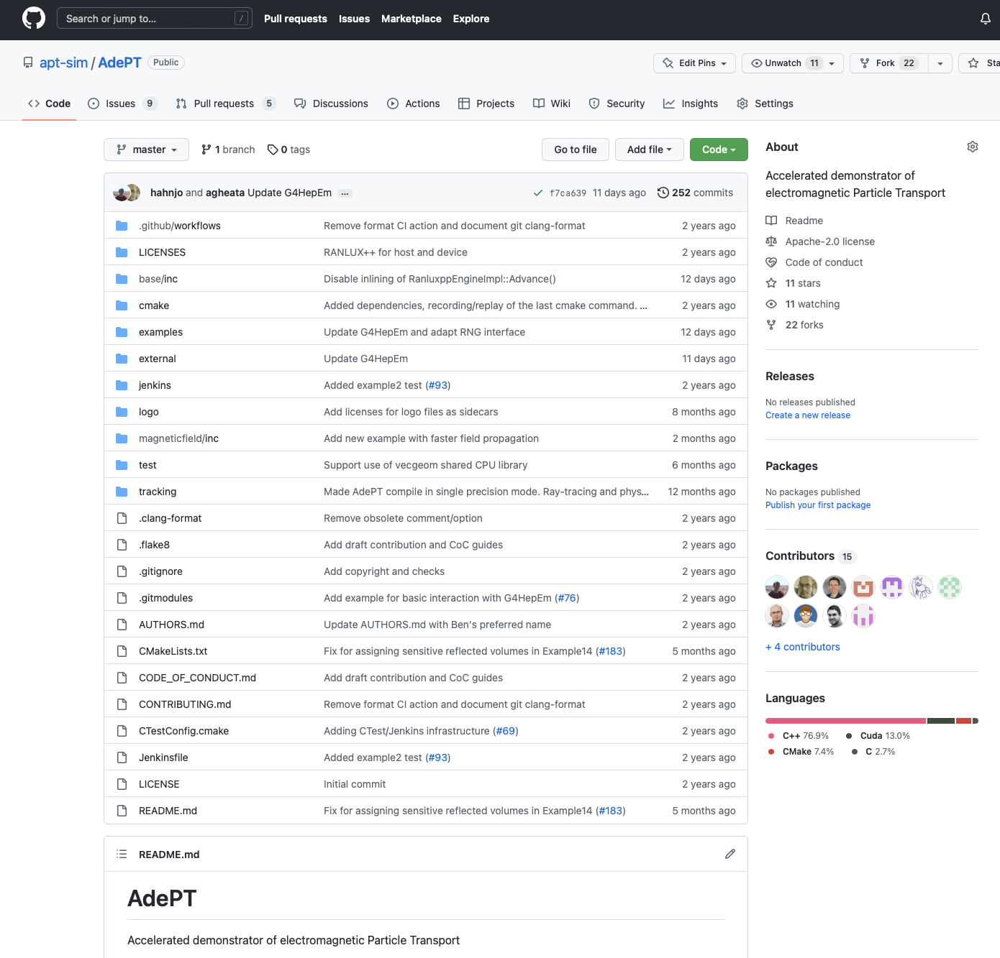 Search or jump to... /
Pull requests Issues Marketplace Explore
apt-sim / AdePT Public
Edit Pins Unwatch 11 Fork 22 Sta
Code Issues 9 Pull requests 5 Discussions Actions Projects Wiki Security Insights Settings
master 1 branch 0 tags Go to file Add file Code
hahnjo and agheata Update G4HepEm ... f7ca639 11 days ago 252 commits
.github/workflows Remove format CI action and document git clang-format 2 years ago
LICENSES RANLUX++ for host and device 2 years ago
base/inc Disable inlining of RanluxppEngineImpl::Advance() 12 days ago
cmake Added dependencies, recording/replay of the last cmake command. ... 2 years ago
examples Update G4HepEm and adapt RNG interface 12 days ago
external Update G4HepEm 11 days ago
jenkins Added example2 test (#93) 2 years ago
logo Add licenses for logo files as sidecars 8 months ago
magneticfield/inc Add new example with faster field propagation 2 months ago
test Support use of vecgeom shared CPU library 6 months ago
tracking Made AdePT compile in single precision mode. Ray-tracing and phys... 12 months ago
.clang-format Remove obsolete comment/option 2 years ago
.flake8 Add draft contribution and CoC guides 2 years ago
.gitignore Add copyright and checks 2 years ago
.gitmodules Add example for basic interaction with G4HepEm (#76) 2 years ago
AUTHORS.md Update AUTHORS.md with Ben's preferred name 2 years ago
CMakeLists.txt Fix for assigning sensitive reflected volumes in Example14 (#183) 5 months ago
CODE_OF_CONDUCT.md Add draft contribution and CoC guides 2 years ago
CONTRIBUTING.md Remove format CI action and document git clang-format 2 years ago
CTestConfig.cmake Adding CTest/Jenkins infrastructure (#69) 2 years ago
Jenkinsfile Added example2 test (#93) 2 years ago
LICENSE Initial commit 2 years ago
README.md Fix for assigning sensitive reflected volumes in Example14 (#183) 5 months ago
README.md
AdePT
Accelerated demonstrator of electromagnetic Particle Transport
About
Accelerated demonstrator of
electromagnetic Particle Transport
Readme
Apache-2.0 license
Code of conduct
11 stars
11 watching
22 forks
Releases
No releases published
Create a new release
Packages
No packages published
Publish your first package
Contributors 15
+ 4 contributors
Languages
C++ 76.9% Cuda 13.0%
CMake 7.4% C 2.7%